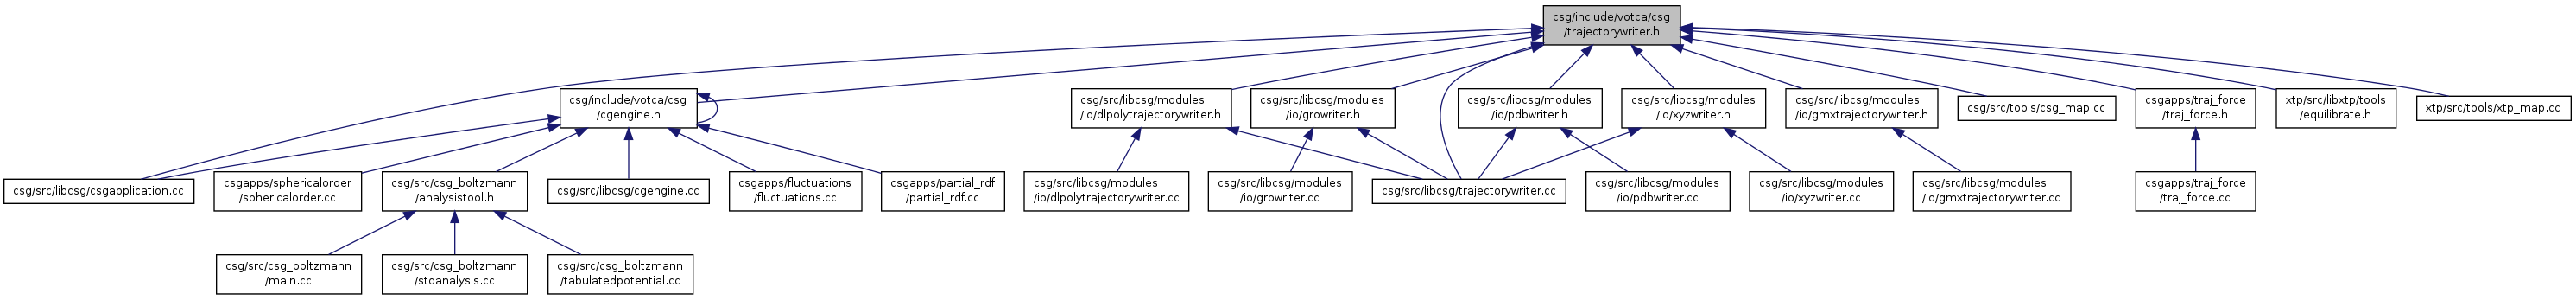 csg/include/votca/csg
/trajectorywriter.h
csg/include/votca/csg
/cgengine.h
csg/src/libcsg/modules
/io/dlpolytrajectorywriter.h
csg/src/libcsg/modules
/io/growriter.h
csg/src/libcsg/modules
/io/pdbwriter.h
csg/src/libcsg/modules
/io/xyzwriter.h
csg/src/libcsg/modules
/io/gmxtrajectorywriter.h
csg/src/tools/csg_map.cc
csgapps/traj_force
/traj_force.h
xtp/src/libxtp/tools
/equilibrate.h
xtp/src/tools/xtp_map.cc
csg/src/libcsg/csgapplication.cc
csgapps/sphericalorder
/sphericalorder.cc
csg/src/csg_boltzmann
/analysistool.h
csg/src/libcsg/cgengine.cc
csgapps/fluctuations
/fluctuations.cc
csgapps/partial_rdf
/partial_rdf.cc
csg/src/libcsg/modules
/io/dlpolytrajectorywriter.cc
csg/src/libcsg/modules
/io/growriter.cc
csg/src/libcsg/trajectorywriter.cc
csg/src/libcsg/modules
/io/pdbwriter.cc
csg/src/libcsg/modules
/io/xyzwriter.cc
csg/src/libcsg/modules
/io/gmxtrajectorywriter.cc
csgapps/traj_force
/traj_force.cc
csg/src/csg_boltzmann
/main.cc
csg/src/csg_boltzmann
/stdanalysis.cc
csg/src/csg_boltzmann
/tabulatedpotential.cc